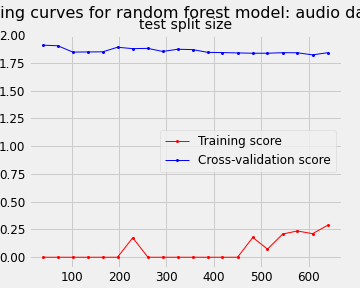 ing curves for random forest model: audio da
test split size
2.00
1.75
1.50
1.25
1.00
0.75
0.50
0.25
0.00
Training score
Cross-validation score
100 200 300 400 500 600